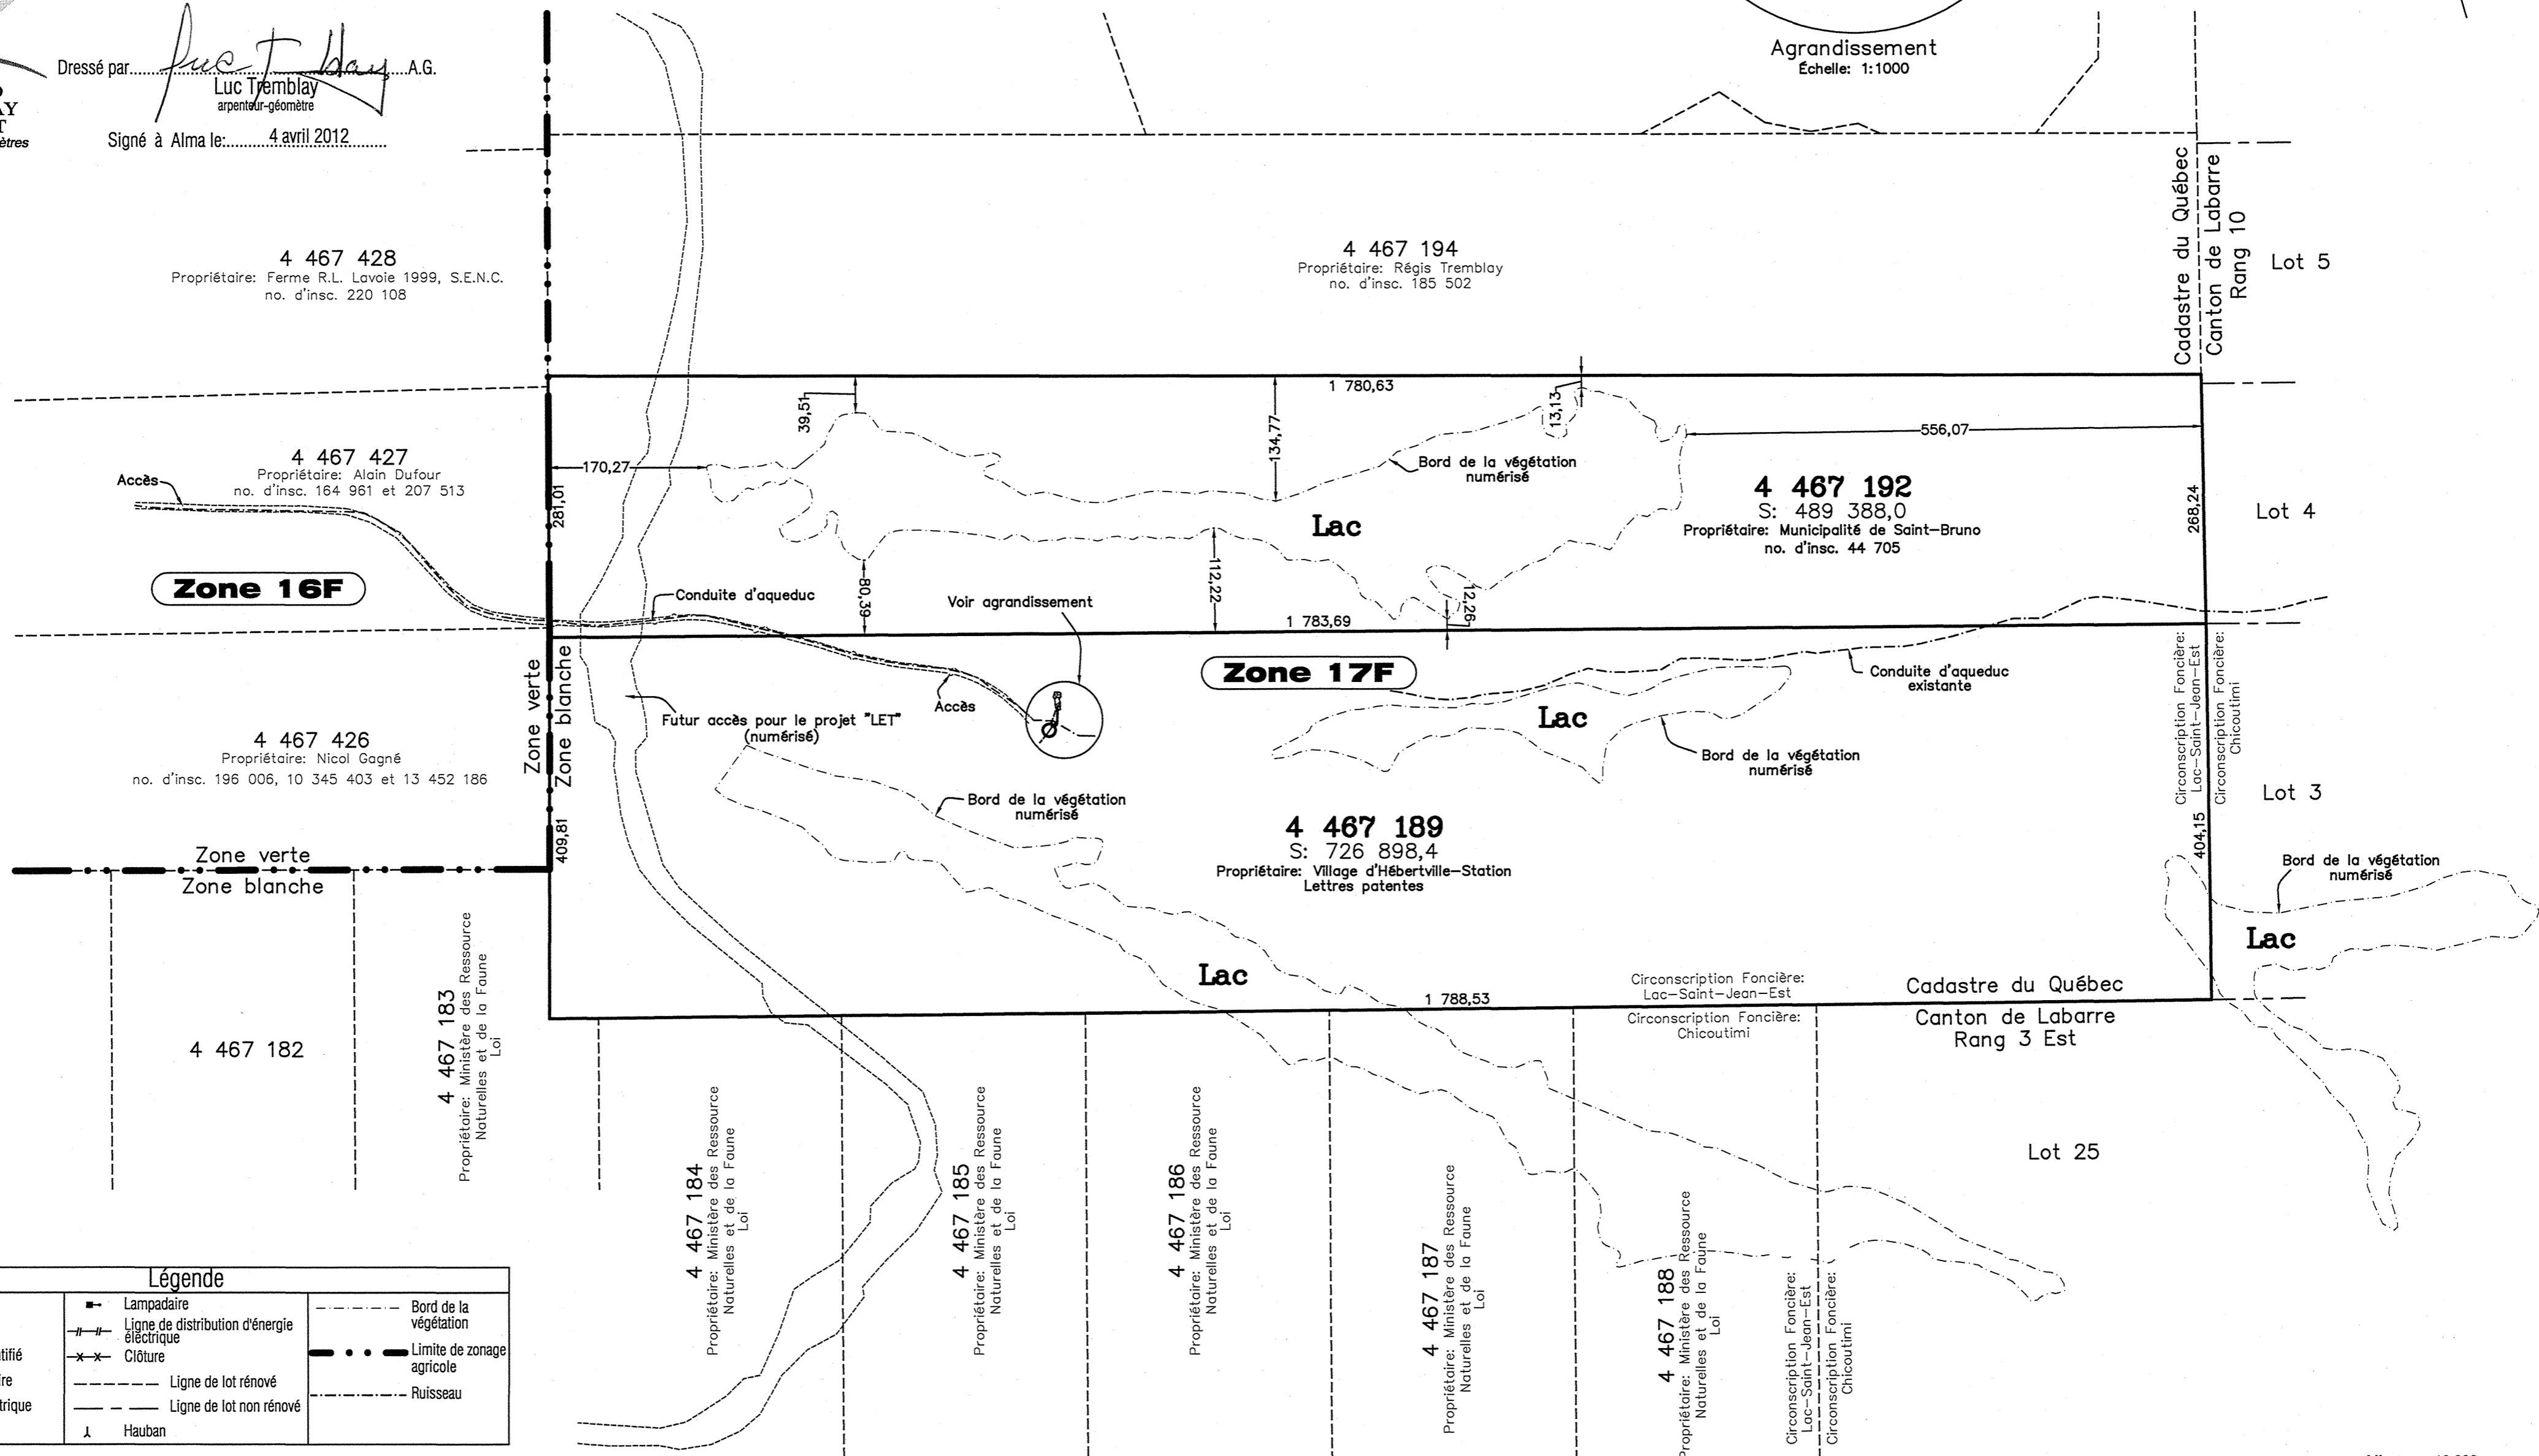 Dressé par A.G.
Luc Tremblay
arpenteur-géomètre
Signé à Alma le: 4 avril 2012
Agrandissement
Échelle: 1:1000
4 467 428
Propriétaire: Ferme R.L. Lavoie 1999, S.E.N.C.
no. d'insc. 220 108
4 467 194
Propriétaire: Régis Tremblay
no. d'insc. 185 502
Cadastre du Québec
Canton de Labarre
Rang 10
Lot 5
1 780,63
39,51
134,77
13,13
556,07
170,27
281,01
4 467 427
Propriétaire: Alain Dufour
no. d'insc. 164 961 et 207 513
Accès
Bord de la végétation
numérisé
4 467 192
S: 489 388,0
Propriétaire: Municipalité de Saint-Bruno
no. d'insc. 44 705
268,24
Lot 4
Lac
Zone 16F
Conduite d'aqueduc
80,39
Voir agrandissement
112,22
12,26
1 783,69
Zone verte
Zone blanche
Futur accès pour le projet "LET"
(numérisé)
Accès
Zone 17F
Lac
Conduite d'aqueduc
existante
Bord de la végétation
numérisé
Circonscription Foncière:
Lac-Saint-Jean-Est
Circonscription Foncière:
Chicoutimi
4 467 426
Propriétaire: Nicol Gagné
no. d'insc. 196 006, 10 345 403 et 13 452 186
Bord de la végétation
numérisé
4 467 189
S: 726 898,4
Propriétaire: Village d'Hébertville-Station
Lettres patentes
Lot 3
404,15
409,81
Zone verte
Zone blanche
Bord de la végétation
numérisé
Lac
Lac
1 788,53
Circonscription Foncière:
Lac-Saint-Jean-Est
Circonscription Foncière:
Chicoutimi
Cadastre du Québec
Canton de Labarre
Rang 3 Est
4 467 182
4 467 183
Propriétaire: Ministère des Ressource
Naturelles et de la Faune
Loi
4 467 184
Propriétaire: Ministère des Ressource
Naturelles et de la Faune
Loi
4 467 185
Propriétaire: Ministère des Ressource
Naturelles et de la Faune
Loi
4 467 186
Propriétaire: Ministère des Ressource
Naturelles et de la Faune
Loi
4 467 187
Propriétaire: Ministère des Ressource
Naturelles et de la Faune
Loi
4 467 188
Propriétaire: Ministère des Ressource
Naturelles et de la Faune
Loi
Circonscription Foncière:
Lac-Saint-Jean-Est
Circonscription Foncière:
Chicoutimi
Lot 25
Légende
Lampadaire
Ligne de distribution d'énergie
électrique
Clôture
Ligne de lot rénové
Ligne de lot non rénové
Hauban
Bord de la
végétation
Limite de zonage
agricole
Ruisseau